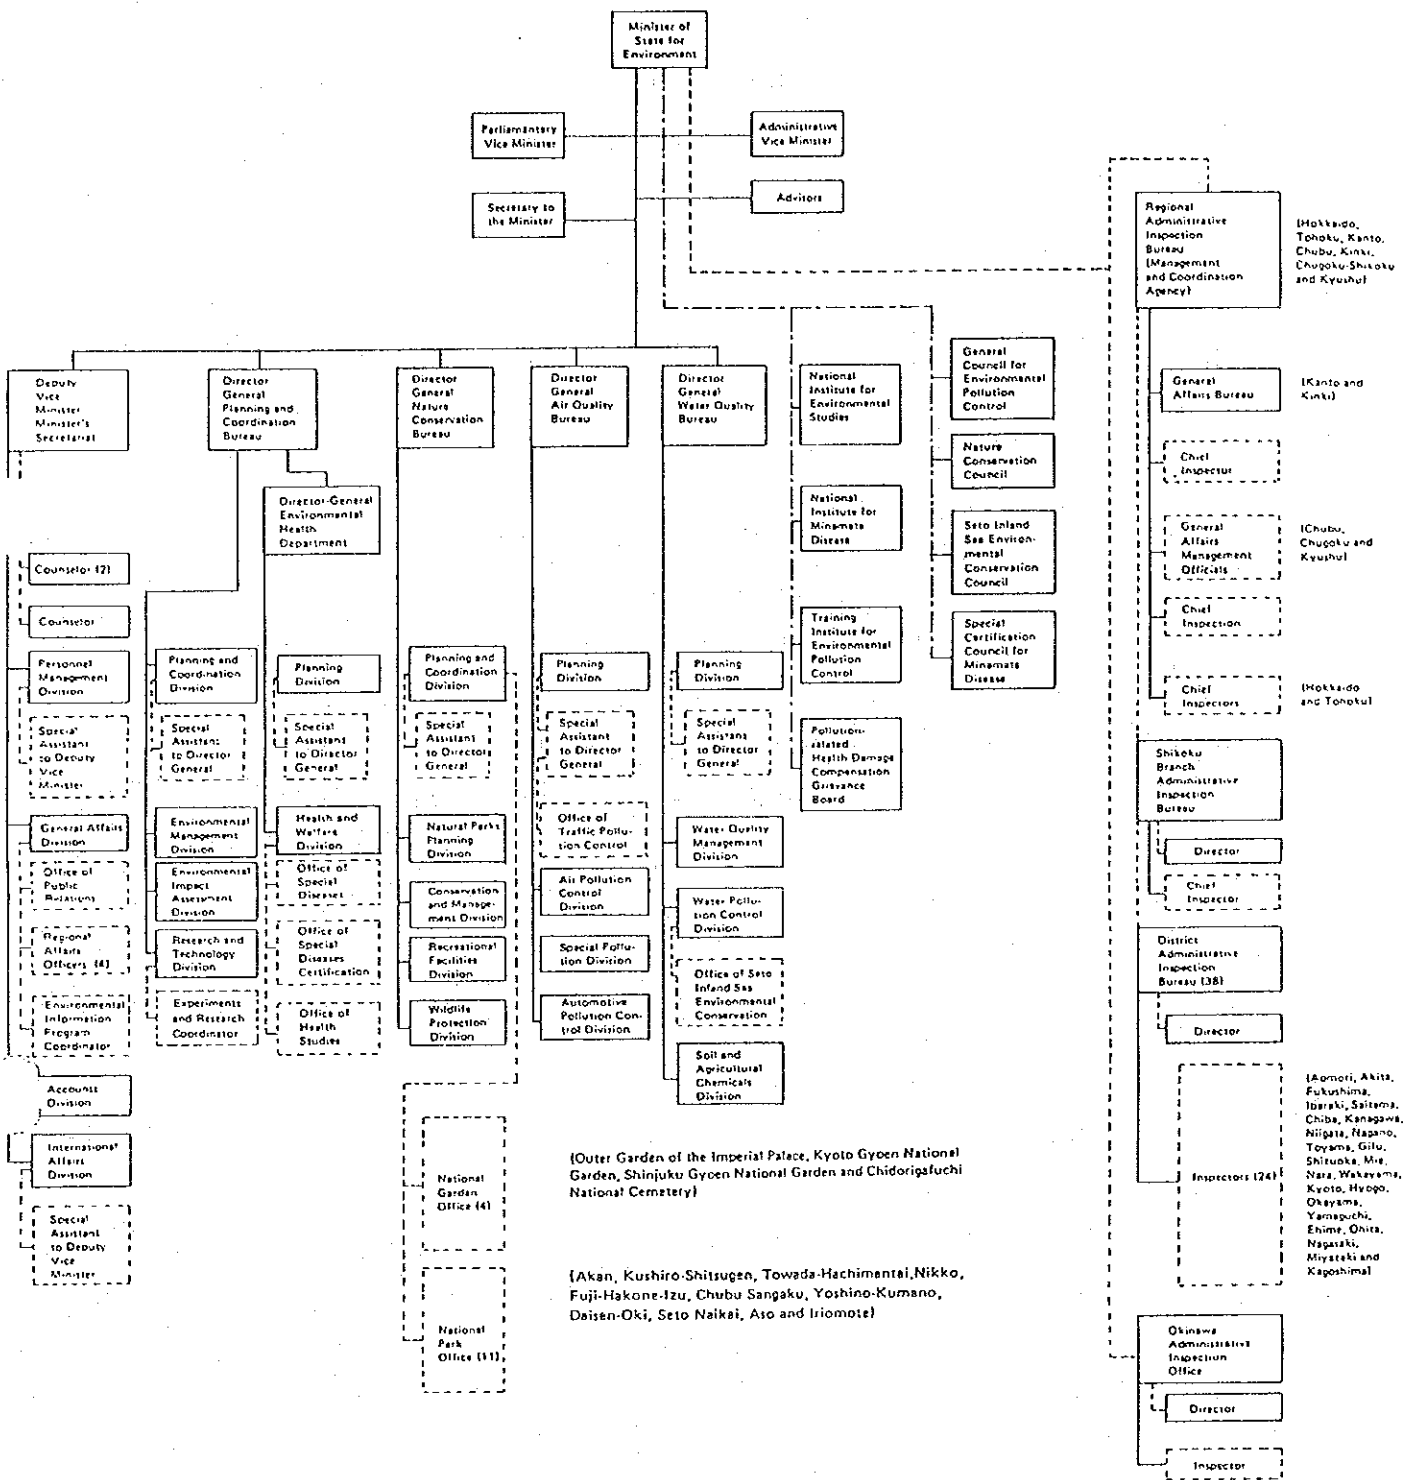 Minister of
State for
Environment
Parliamentary
Vice Minister
Administrative
Vice Minister
Secretary to
the Minister
Advisors
Regional
Administrative
Inspection
Bureau
(Management
and Coordination
Agency)
(Hokkaido,
Tohoku, Kanto,
Chubu, Kinki,
Chugoku-Shikoku
and Kyushu)
Deputy
Vice
Minister
Minister's
Secretariat
Director
General
Planning and
Coordination
Bureau
Director
General
Nature
Conservation
Bureau
Director
General
Air Quality
Bureau
Director
General
Water Quality
Bureau
National
Institute for
Environmental
Studies
General
Council for
Environmental
Pollution
Control
General
Affairs Bureau
(Kanto and
Kinki)
Nature
Conservation
Council
Chief
Inspector
Director-General
Environmental
Health
Department
National
Institute for
Minamata
Disease
Seto Inland
Sea Environ-
mental
Conservation
Council
General
Affairs
Management
Officials
(Chubu,
Chugoku and
Kyushu)
Counselor (2)
Counselor
Training
Institute for
Environmental
Pollution
Control
Special
Certification
Council for
Minamata
Disease
Chief
Inspection
Personnel
Management
Division
Planning and
Coordination
Division
Planning
Division
Planning and
Coordination
Division
Planning
Division
Planning
Division
Chief
Inspectors
(Hokkaido
and Tohoku)
Special
Assistant
to Deputy
Vice
Minister
Special
Assistant
to Director
General
Special
Assistant
to Director
General
Special
Assistant
to Director
General
Special
Assistant
to Director
General
Special
Assistant
to Director
General
Pollution-
related
Health Damage
Compensation
Grievance
Board
Shikoku
Branch
Administrative
Inspection
Bureau
General Affairs
Division
Environmental
Management
Division
Health and
Welfare
Division
Natural Parks
Planning
Division
Office of
Traffic Pollu-
tion Control
Water Quality
Management
Division
Director
Office of
Public
Relations
Environmental
Impact
Assessment
Division
Office of
Special
Diseases
Conservation
and Manage-
ment Division
Air Pollution
Control
Division
Water Pollu-
tion Control
Division
Chief
Inspector
Regional
Affairs
Officers (4)
Research and
Technology
Division
Office of
Special
Diseases
Certification
Recreational
Facilities
Division
Special Pollu-
tion Division
Office of Seto
Inland Sea
Environmental
Conservation
District
Administrative
Inspection
Bureau (38)
Environmental
Information
Program
Coordinator
Experiments
and Research
Coordinator
Office of
Health
Studies
Wildlife
Protection
Division
Automotive
Pollution Con-
trol Division
Director
Accounts
Division
Soil and
Agricultural
Chemicals
Division
International
Affairs
Division
Special
Assistant
to Deputy
Vice
Minister
National
Garden
Office (4)
(Outer Garden of the Imperial Palace, Kyoto Gyoen National
Garden, Shinjuku Gyoen National Garden and Chidorigafuchi
National Cemetery)
Inspectors (24)
(Aomori, Akita,
Fukushima,
Ibaraki, Saitama,
Chiba, Kanagawa,
Niigata, Nagano,
Toyama, Gifu,
Shizuoka, Mie,
Nara, Wakayama,
Kyoto, Hyogo,
Okayama,
Yamaguchi,
Ehime, Ohita,
Nagasaki,
Miyazaki and
Kagoshima)
National
Park
Office (11)
(Akan, Kushiro-Shitsugen, Towada-Hachimantai, Nikko,
Fuji-Hakone-Izu, Chubu Sangaku, Yoshino-Kumano,
Daisen-Oki, Seto Naikai, Aso and Iriomote)
Okinawa
Administrative
Inspection
Office
Director
Inspector